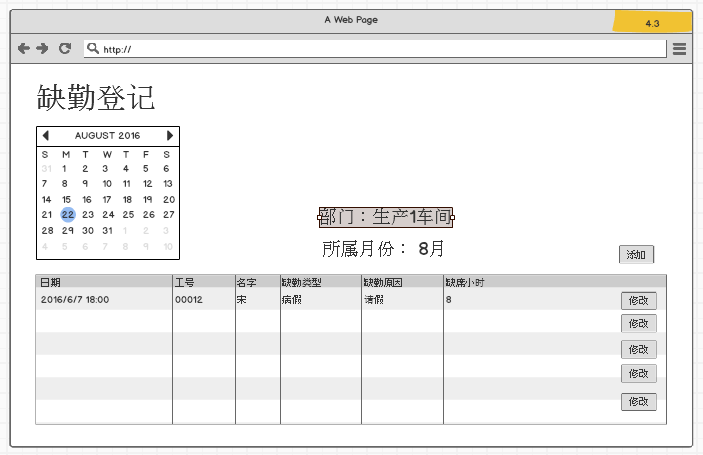 A Web Page
4.3
http://
缺勤登记
AUGUST 2016
S M T W T F S
31 1 2 3 4 5 6
7 8 9 10 11 12 13
14 15 16 17 18 19 20
21 22 23 24 25 26 27
28 29 30 31 1 2 3
4 5 6 7 8 9 10
部门：生产1车间
所属月份： 8月
添加
日期 工号 名字 缺勤类型 缺勤原因 缺席小时
2016/6/7 18:00 00012 宋 病假 请假 8 修改
修改
修改
修改
修改